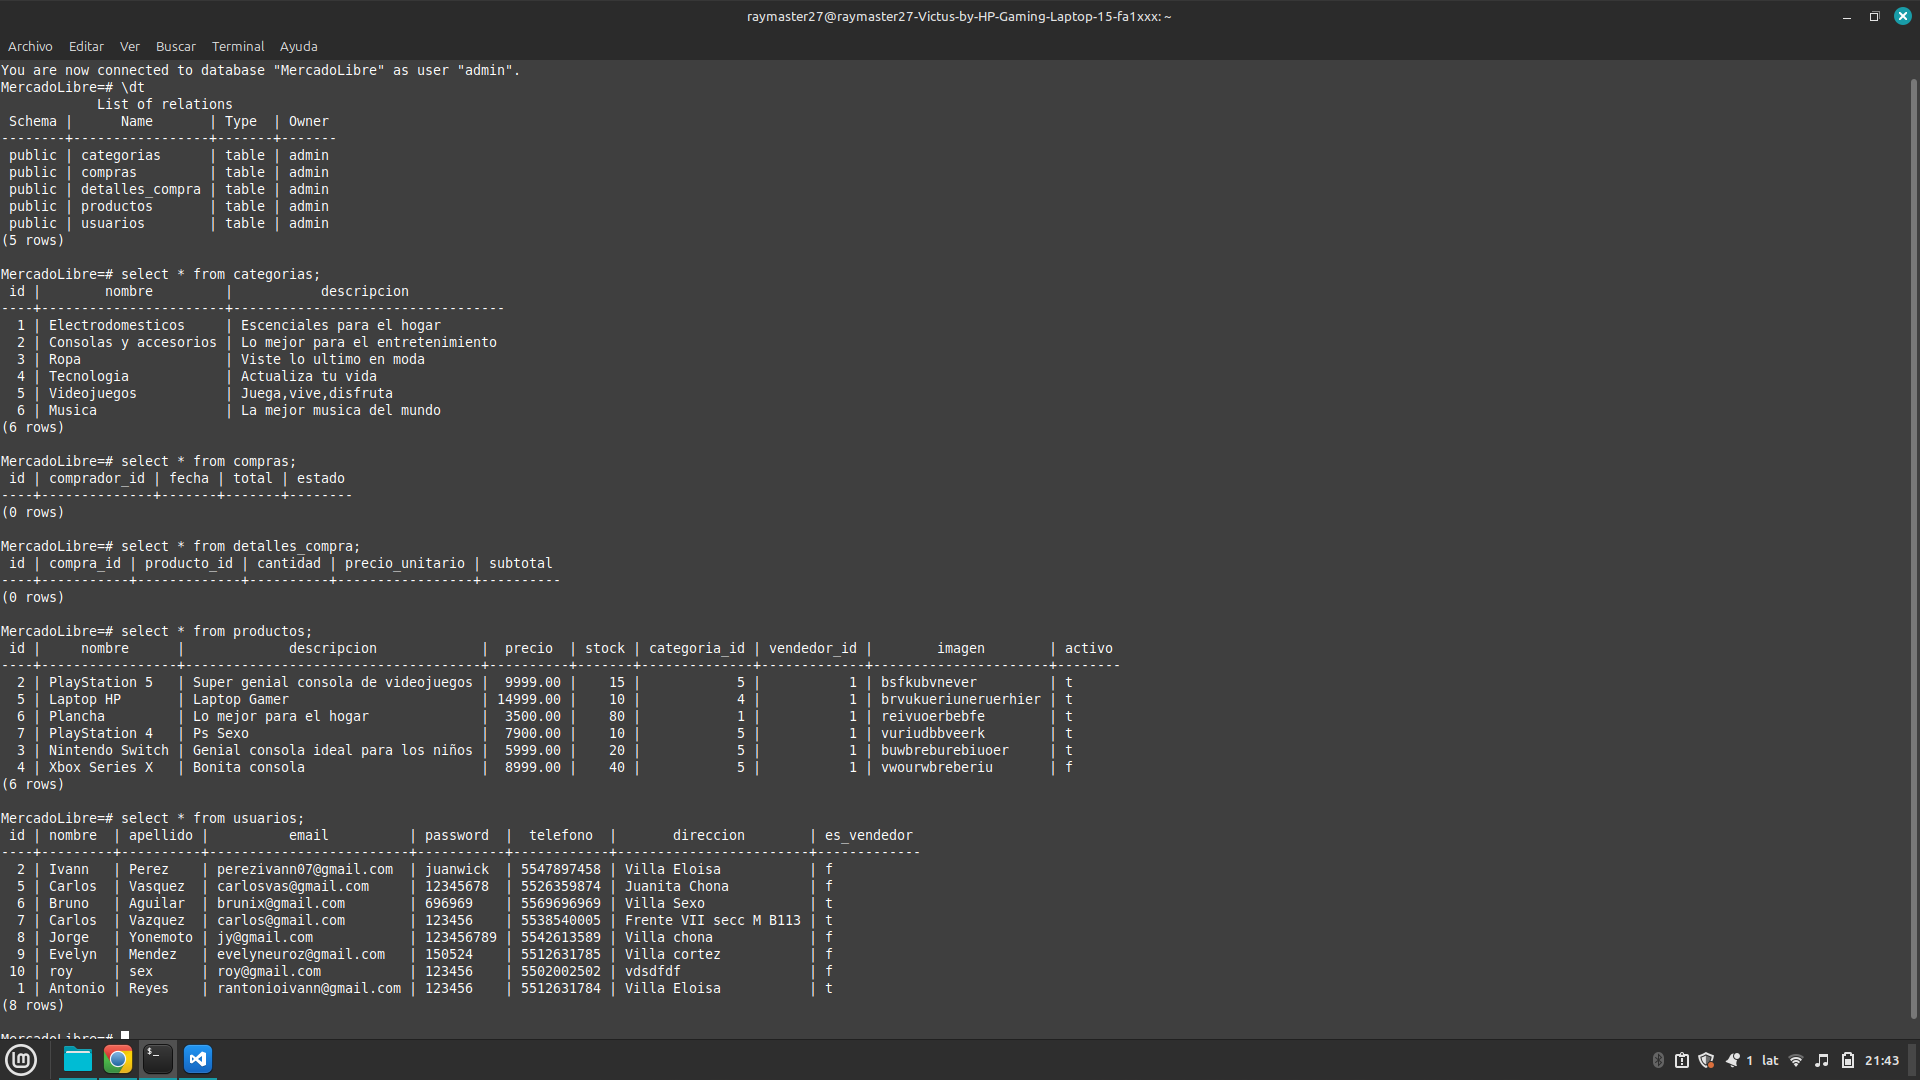 raymaster27@raymaster27-Victus-by-HP-Gaming-Laptop-15-fa1xxx: ~
Archivo Editar Ver Buscar Terminal Ayuda
You are now connected to database "MercadoLibre" as user "admin".
MercadoLibre=# \dt
            List of relations
 Schema |      Name       | Type  | Owner
--------+-----------------+-------+-------
 public | categorias      | table | admin
 public | compras         | table | admin
 public | detalles_compra | table | admin
 public | productos       | table | admin
 public | usuarios        | table | admin
(5 rows)
MercadoLibre=# select * from categorias;
 id |        nombre         |           descripcion
----+-----------------------+----------------------------------
  1 | Electrodomesticos     | Escenciales para el hogar
  2 | Consolas y accesorios | Lo mejor para el entretenimiento
  3 | Ropa                  | Viste lo ultimo en moda
  4 | Tecnologia            | Actualiza tu vida
  5 | Videojuegos           | Juega,vive,disfruta
  6 | Musica                | La mejor musica del mundo
(6 rows)
MercadoLibre=# select * from compras;
 id | comprador_id | fecha | total | estado
----+--------------+-------+-------+--------
(0 rows)
MercadoLibre=# select * from detalles_compra;
 id | compra_id | producto_id | cantidad | precio_unitario | subtotal
----+-----------+-------------+----------+-----------------+----------
(0 rows)
MercadoLibre=# select * from productos;
 id |     nombre      |             descripcion             |  precio  | stock | categoria_id | vendedor_id |        imagen        | activo
----+-----------------+-------------------------------------+----------+-------+--------------+-------------+----------------------+--------
  2 | PlayStation 5   | Super genial consola de videojuegos |  9999.00 |    15 |            5 |           1 | bsfkubvnever         | t
  5 | Laptop HP       | Laptop Gamer                        | 14999.00 |    10 |            4 |           1 | brvukueriuneruerhier | t
  6 | Plancha         | Lo mejor para el hogar              |  3500.00 |    80 |            1 |           1 | reivuoerbebfe        | t
  7 | PlayStation 4   | Ps Sexo                             |  7900.00 |    10 |            5 |           1 | vuriudbbveerk        | t
  3 | Nintendo Switch | Genial consola ideal para los niños |  5999.00 |    20 |            5 |           1 | buwbreburebiuoer     | t
  4 | Xbox Series X   | Bonita consola                      |  8999.00 |    40 |            5 |           1 | vwourwbreberiu       | f
(6 rows)
MercadoLibre=# select * from usuarios;
 id | nombre  | apellido |          email          | password  |  telefono  |       direccion        | es_vendedor
----+---------+----------+-------------------------+-----------+------------+------------------------+-------------
  2 | Ivann   | Perez    | perezivann07@gmail.com  | juanwick  | 5547897458 | Villa Eloisa           | f
  5 | Carlos  | Vasquez  | carlosvas@gmail.com     | 12345678  | 5526359874 | Juanita Chona          | f
  6 | Bruno   | Aguilar  | brunix@gmail.com        | 696969    | 5569696969 | Villa Sexo             | t
  7 | Carlos  | Vazquez  | carlos@gmail.com        | 123456    | 5538540005 | Frente VII secc M B113 | t
  8 | Jorge   | Yonemoto | jy@gmail.com            | 123456789 | 5542613589 | Villa chona            | f
  9 | Evelyn  | Mendez   | evelyneuroz@gmail.com   | 150524    | 5512631785 | Villa cortez           | f
 10 | roy     | sex      | roy@gmail.com           | 123456    | 5502002502 | vdsdfdf                | f
  1 | Antonio | Reyes    | rantonioivann@gmail.com | 123456    | 5512631784 | Villa Eloisa           | t
(8 rows)
MercadoLibre=#
1 lat 21:43